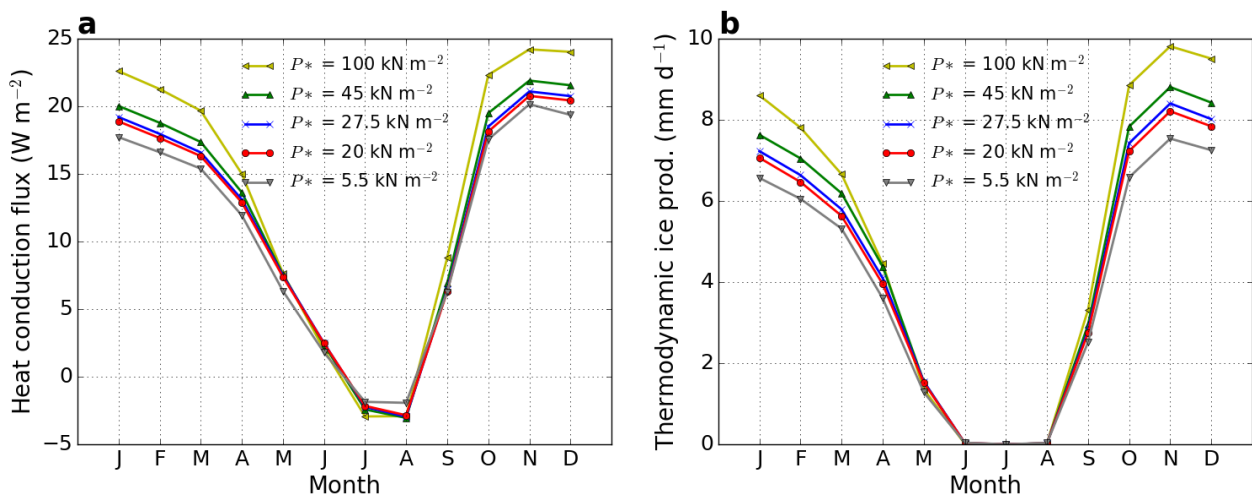 a
25
20
15
10
5
0
−5
Heat conduction flux (W m⁻²)
P∗ = 100 kN m⁻²
P∗ = 45 kN m⁻²
P∗ = 27.5 kN m⁻²
P∗ = 20 kN m⁻²
P∗ = 5.5 kN m⁻²
J F M A M J J A S O N D
Month
b
10
8
6
4
2
0
Thermodynamic ice prod. (mm d⁻¹)
P∗ = 100 kN m⁻²
P∗ = 45 kN m⁻²
P∗ = 27.5 kN m⁻²
P∗ = 20 kN m⁻²
P∗ = 5.5 kN m⁻²
J F M A M J J A S O N D
Month